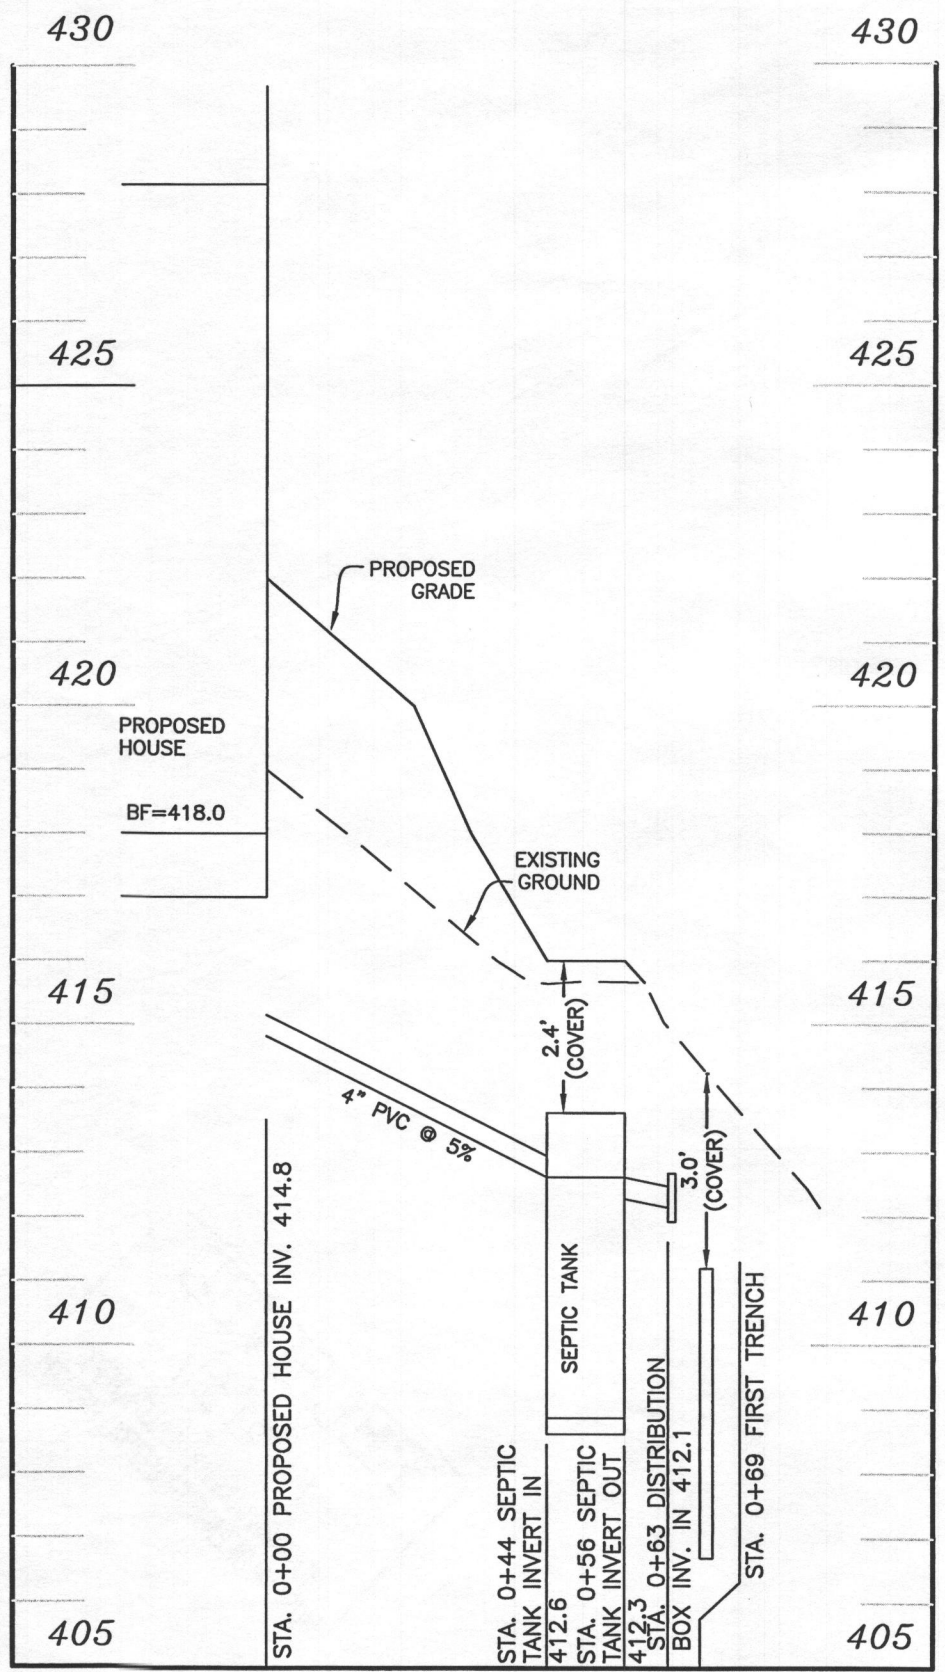 430
430
425
425
PROPOSED
GRADE
420
420
PROPOSED
HOUSE
BF=418.0
EXISTING
GROUND
415
415
2.4'
(COVER)
4" PVC @ 5%
3.0'
(COVER)
SEPTIC TANK
410
410
STA. 0+00 PROPOSED HOUSE INV. 414.8
STA. 0+44 SEPTIC
TANK INVERT IN
412.6
STA. 0+56 SEPTIC
TANK INVERT OUT
412.3
STA. 0+63 DISTRIBUTION
BOX INV. IN 412.1
STA. 0+69 FIRST TRENCH
405
405